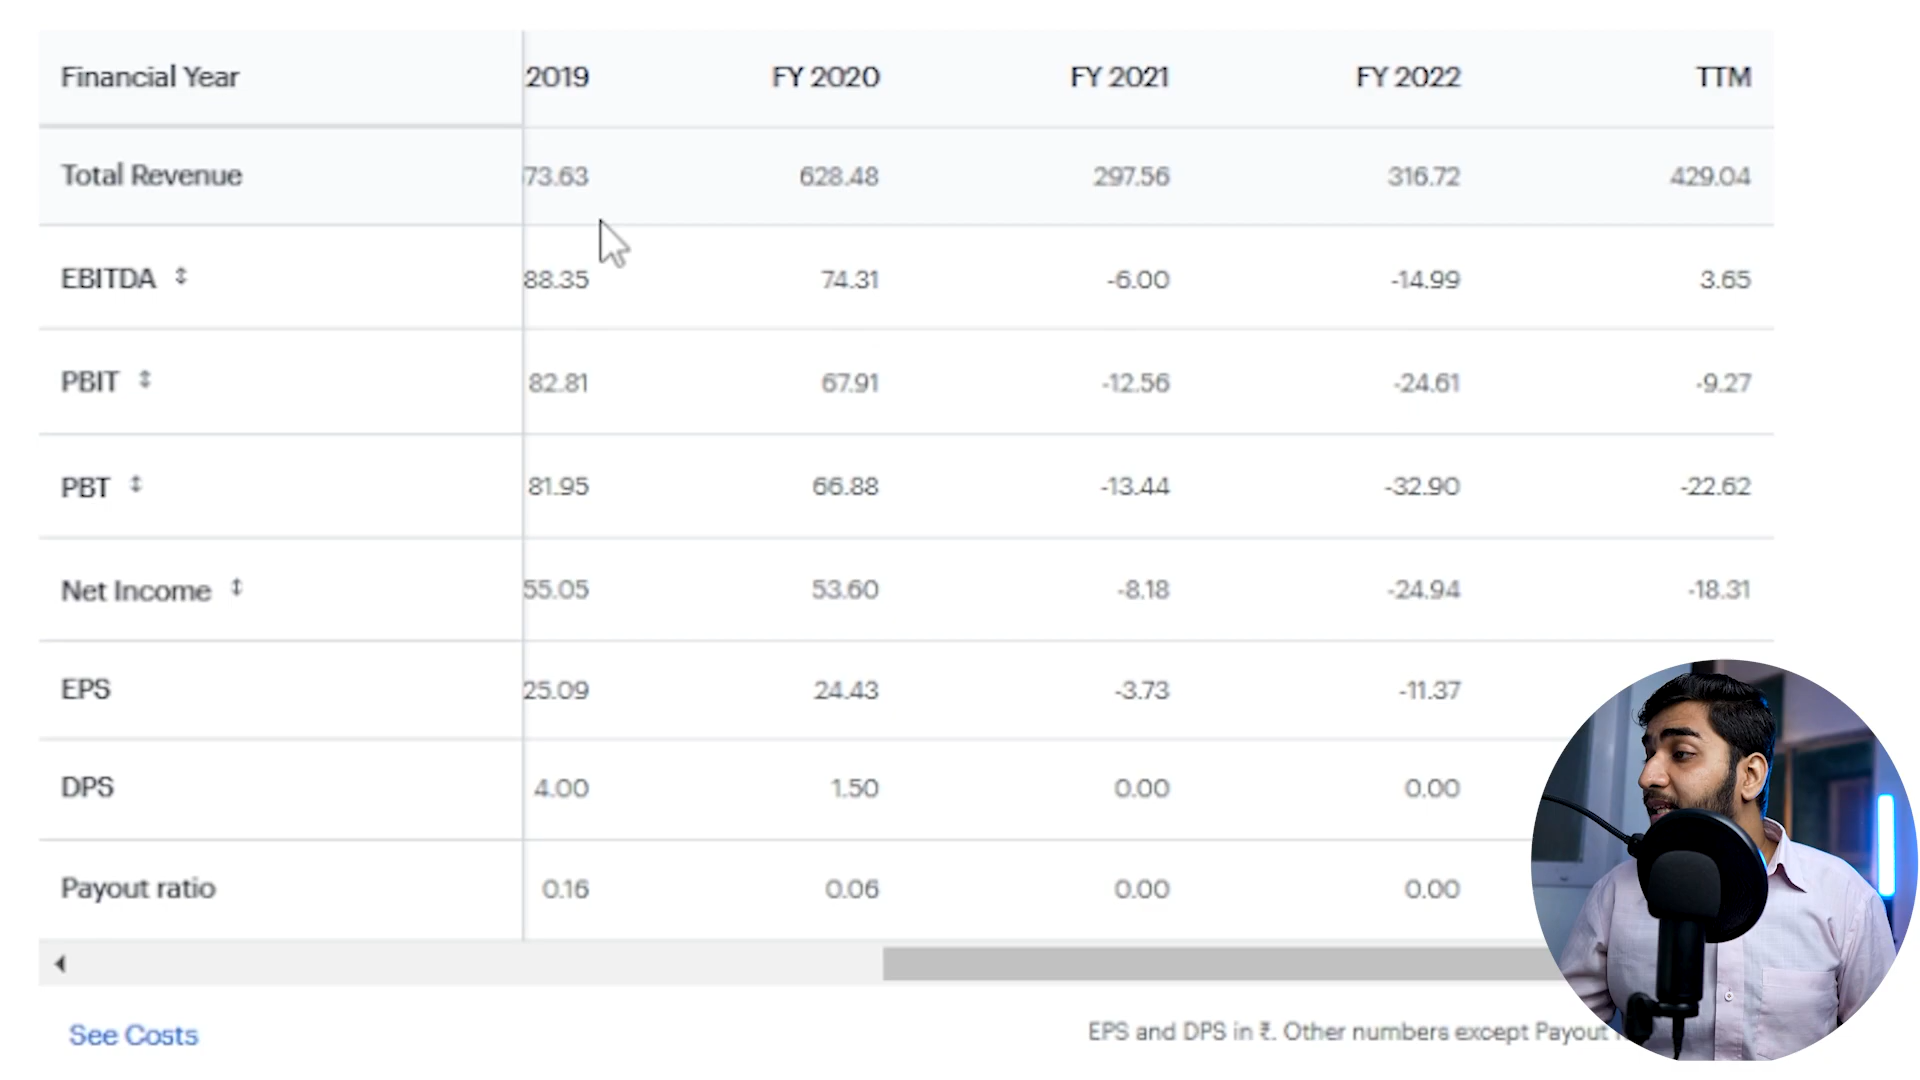 Financial Year 2019 FY 2020 FY 2021 FY 2022 TTM
Total Revenue 73.63 628.48 297.56 316.72 429.04
EBITDA 88.35 74.31 -6.00 -14.99 3.65
PBIT 82.81 67.91 -12.56 -24.61 -9.27
PBT 81.95 66.88 -13.44 -32.90 -22.62
Net Income 55.05 53.60 -8.18 -24.94 -18.31
EPS 25.09 24.43 -3.73 -11.37
DPS 4.00 1.50 0.00 0.00
Payout ratio 0.16 0.06 0.00 0.00
See Costs
EPS and DPS in ₹. Other numbers except Payout